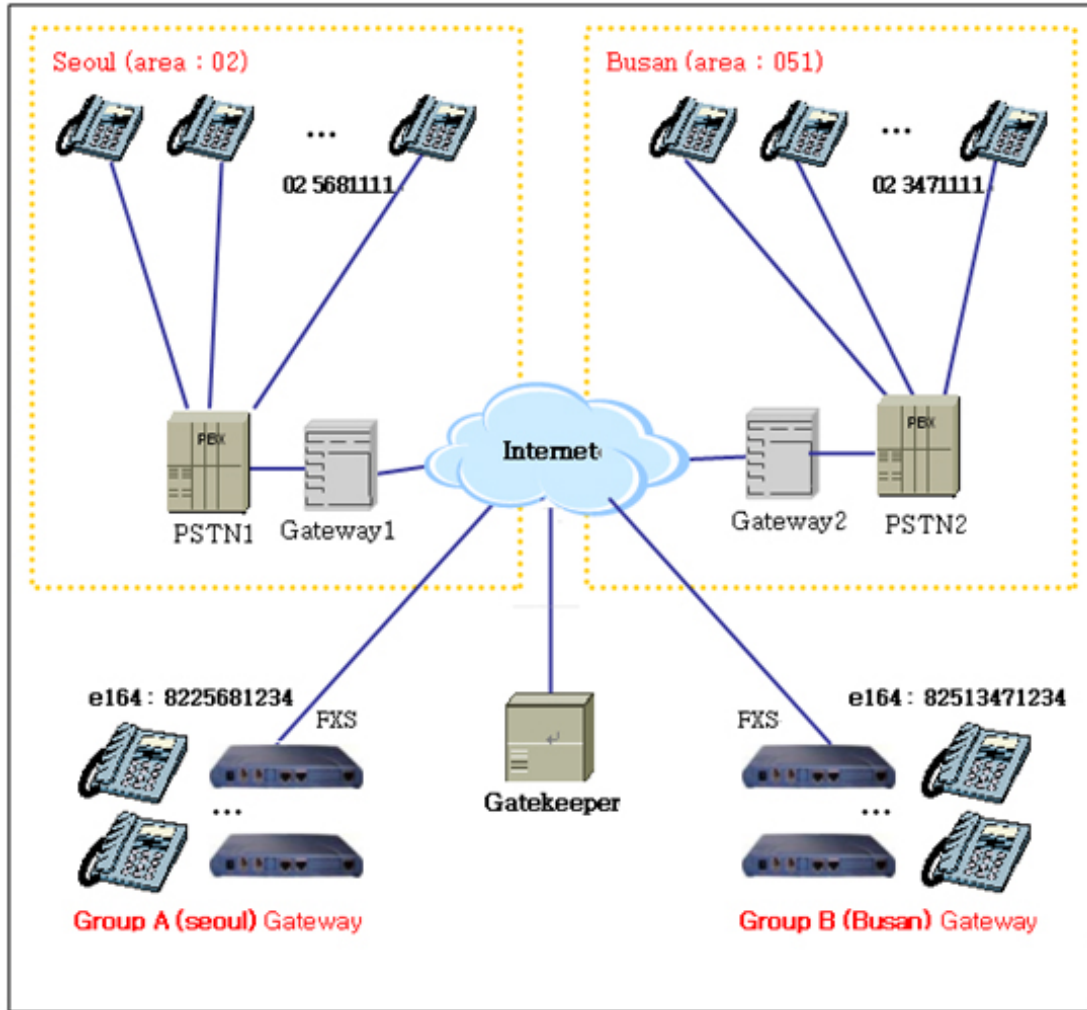 Seoul (area : 02)
Busan (area : 051)
...
...
02 5681111
02 3471111
PBX
PBX
Internet
PSTN1
Gateway1
Gateway2
PSTN2
e164 : 8225681234
e164 : 82513471234
FXS
FXS
...
...
Gatekeeper
Group A (seoul) Gateway
Group B (Busan) Gateway